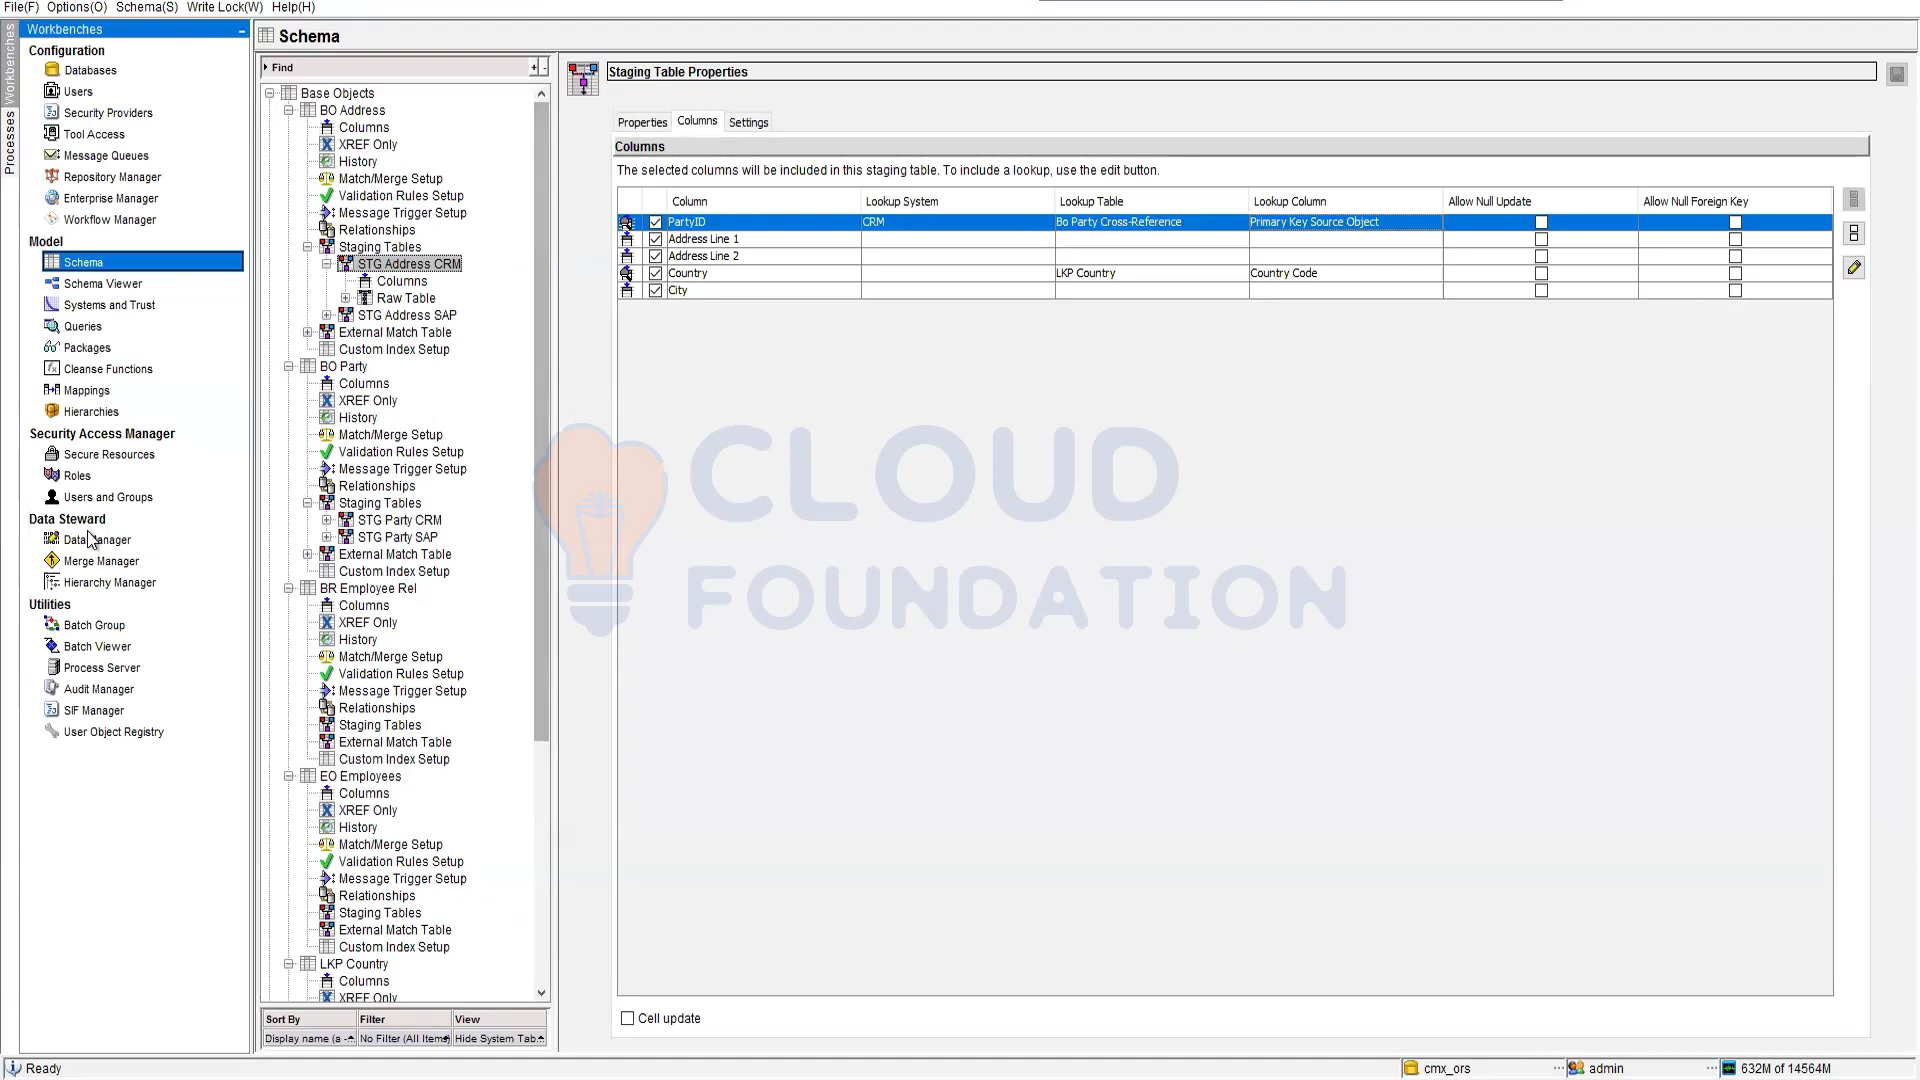 File(F) Options(O) Schema(S) Write Lock(W) Help(H)
Workbenches
Processes
Workbenches
Configuration
Databases
Users
Security Providers
Tool Access
Message Queues
Repository Manager
Enterprise Manager
Workflow Manager
Model
Schema
Schema Viewer
Systems and Trust
Queries
Packages
Cleanse Functions
Mappings
Hierarchies
Security Access Manager
Secure Resources
Roles
Users and Groups
Data Steward
Data Manager
Merge Manager
Hierarchy Manager
Utilities
Batch Group
Batch Viewer
Process Server
Audit Manager
SIF Manager
User Object Registry
Schema
Find
Base Objects
BO Address
Columns
XREF Only
History
Match/Merge Setup
Validation Rules Setup
Message Trigger Setup
Relationships
Staging Tables
STG Address CRM
Columns
Raw Table
STG Address SAP
External Match Table
Custom Index Setup
BO Party
Columns
XREF Only
History
Match/Merge Setup
Validation Rules Setup
Message Trigger Setup
Relationships
Staging Tables
STG Party CRM
STG Party SAP
External Match Table
Custom Index Setup
BR Employee Rel
Columns
XREF Only
History
Match/Merge Setup
Validation Rules Setup
Message Trigger Setup
Relationships
Staging Tables
External Match Table
Custom Index Setup
EO Employees
Columns
XREF Only
History
Match/Merge Setup
Validation Rules Setup
Message Trigger Setup
Relationships
Staging Tables
External Match Table
Custom Index Setup
LKP Country
Columns
XREF Only
Sort By Filter View
Display name (a - No Filter (All Items) Hide System Tab...
Staging Table Properties
Properties Columns Settings
Columns
The selected columns will be included in this staging table. To include a lookup, use the edit button.
Column Lookup System Lookup Table Lookup Column Allow Null Update Allow Null Foreign Key
PartyID CRM Bo Party Cross-Reference Primary Key Source Object
Address Line 1
Address Line 2
Country LKP Country Country Code
City
CLOUD
FOUNDATION
Cell update
Ready cmx_ors ... admin ... 632M of 14564M